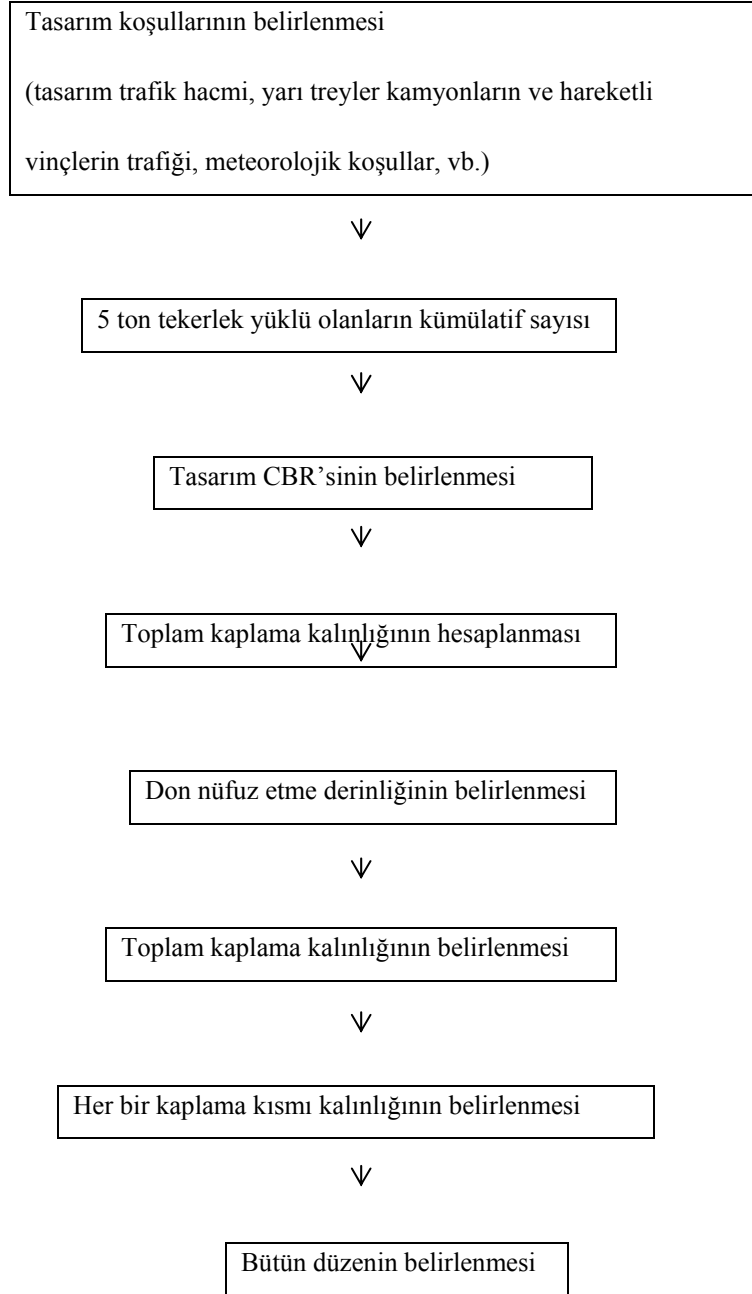 Tasarım koşullarının belirlenmesi
(tasarım trafik hacmi, yarı treyler kamyonların ve hareketli
vinçlerin trafiği, meteorolojik koşullar, vb.)
5 ton tekerlek yüklü olanların kümülatif sayısı
Tasarım CBR’sinin belirlenmesi
Toplam kaplama kalınlığının hesaplanması
Don nüfuz etme derinliğinin belirlenmesi
Toplam kaplama kalınlığının belirlenmesi
Her bir kaplama kısmı kalınlığının belirlenmesi
Bütün düzenin belirlenmesi